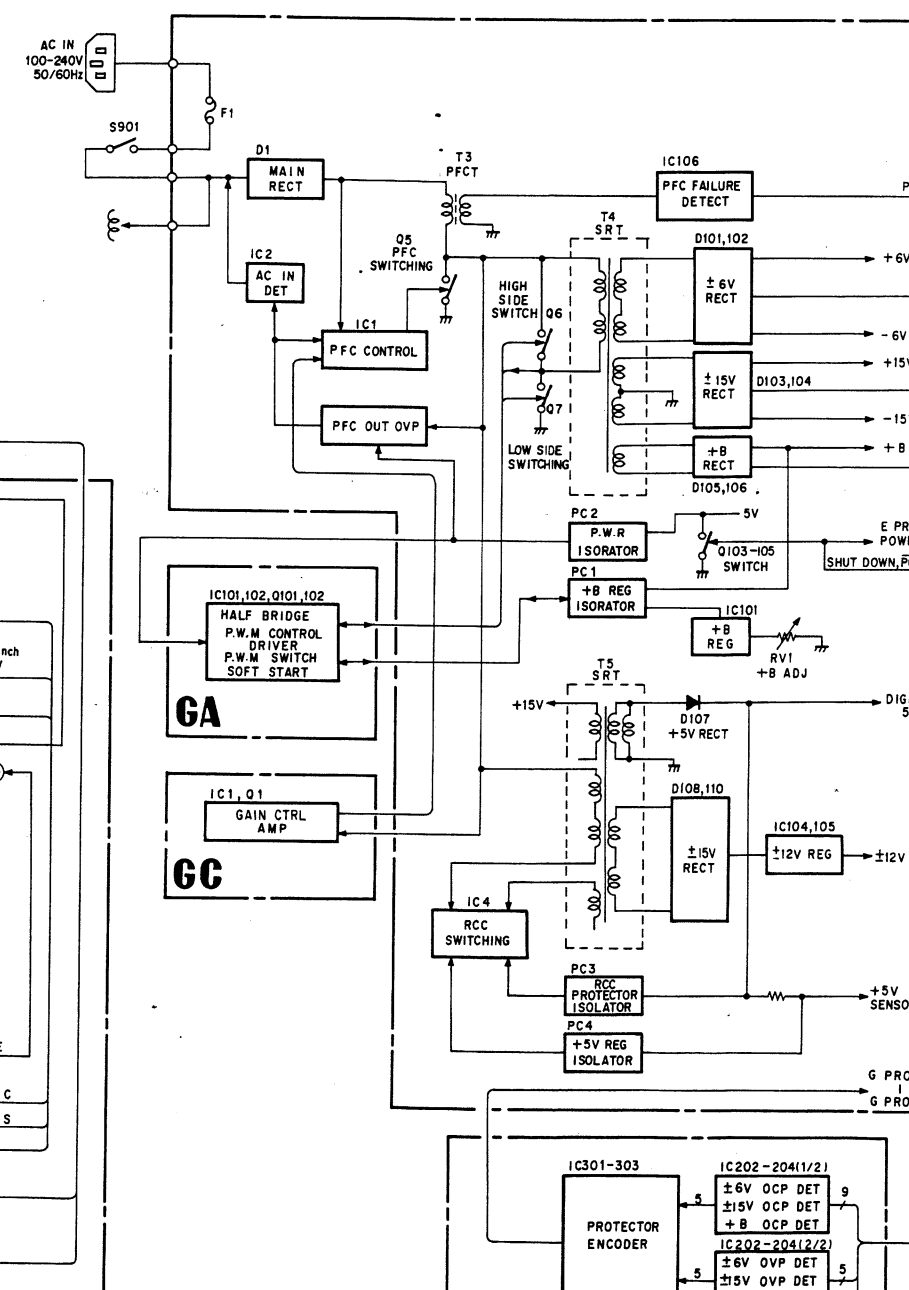 AC IN
100-240V
50/60Hz
F1
S901
D1
MAIN
RECT
T3
PFCT
IC106
PFC FAILURE
DETECT
P
T4
SRT
D101,102
Q5
PFC
SWITCHING
+6V
IC2
AC IN
DET
HIGH
SIDE
SWITCH
Q6
±6V
RECT
IC1
PFC CONTROL
-6V
+15V
±15V
RECT
D103,104
Q7
PFC OUT OVP
-15
LOW SIDE
SWITCHING
+B
RECT
+B
D105,106
PC2
5V
P.W.R
ISORATOR
Q103-105
SWITCH
E PR
POW
SHUT DOWN,P
PC1
+B REG
ISORATOR
IC101
+B
REG
RV1
+B ADJ
IC101,102,Q101,102
HALF BRIDGE
P.W.M CONTROL
DRIVER
P.W.M SWITCH
SOFT START
GA
nch
T5
SRT
+15V
D107
+5V RECT
DIG
5
IC1, Q1
GAIN CTRL
AMP
GC
D108,110
±15V
RECT
IC104,105
±12V REG
±12V
IC4
RCC
SWITCHING
PC3
RCC
PROTECTOR
ISOLATOR
+5V
SENSO
PC4
+5V REG
ISOLATOR
E
C
S
G PRO
G PRO
IC301-303
PROTECTOR
ENCODER
IC202-204(1/2)
±6V OCP DET
±15V OCP DET
+B OCP DET
5
9
IC202-204(2/2)
±6V OVP DET
±15V OVP DET
5
5